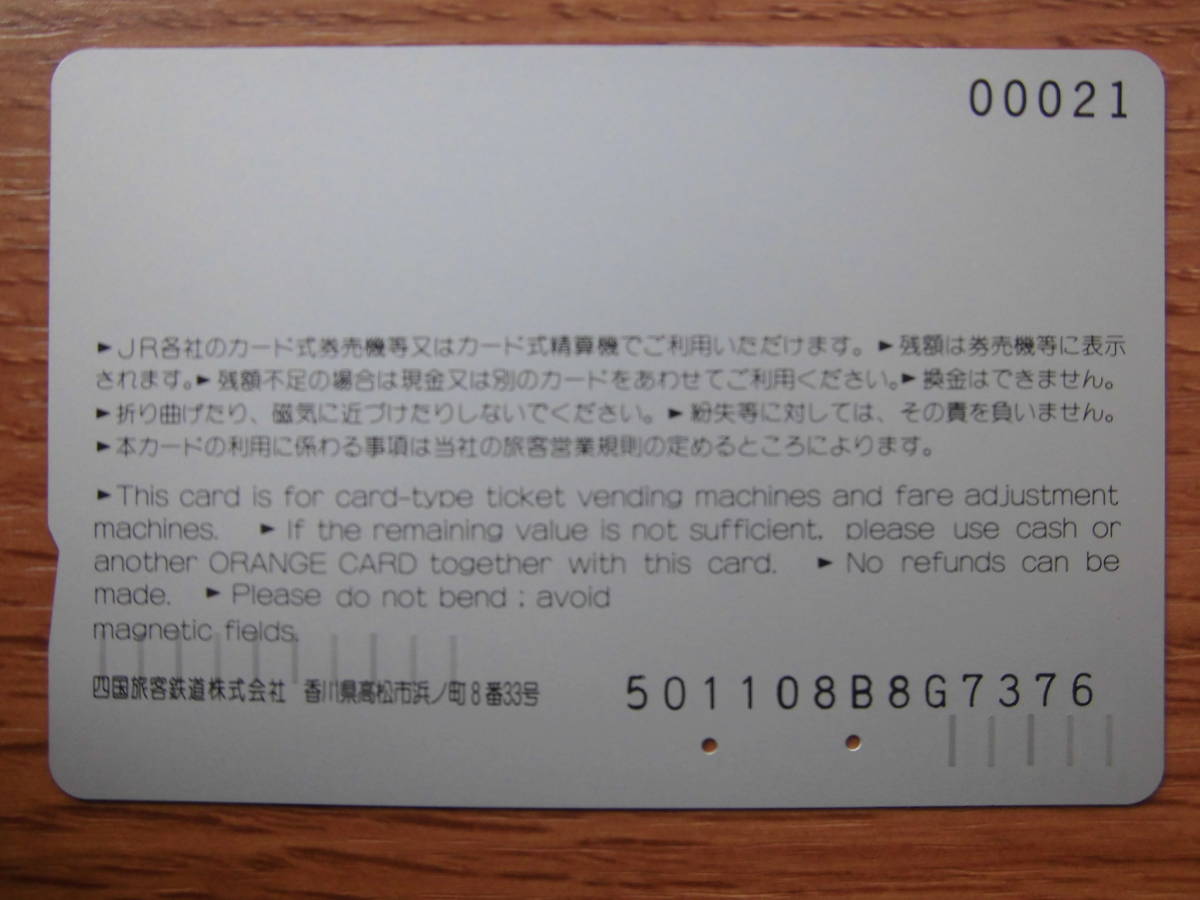 00021
►JR各社のカード式券売機等又はカード式精算機でご利用いただけます。►残額は券売機等に表示
されます。►残額不足の場合は現金又は別のカードをあわせてご利用ください。►換金はできません。
►折り曲げたり、磁気に近づけたりしないでください。►紛失等に対しては、その責を負いません。
►本カードの利用に係わる事項は当社の旅客営業規則の定めるところによります。
►This card is for card-type ticket vending machines and fare adjustment
machines. ►If the remaining value is not sufficient, please use cash or
another ORANGE CARD together with this card. ►No refunds can be
made. ►Please do not bend : avoid
magnetic fields.
四国旅客鉄道株式会社 香川県高松市浜ノ町8番33号
501108B8G7376